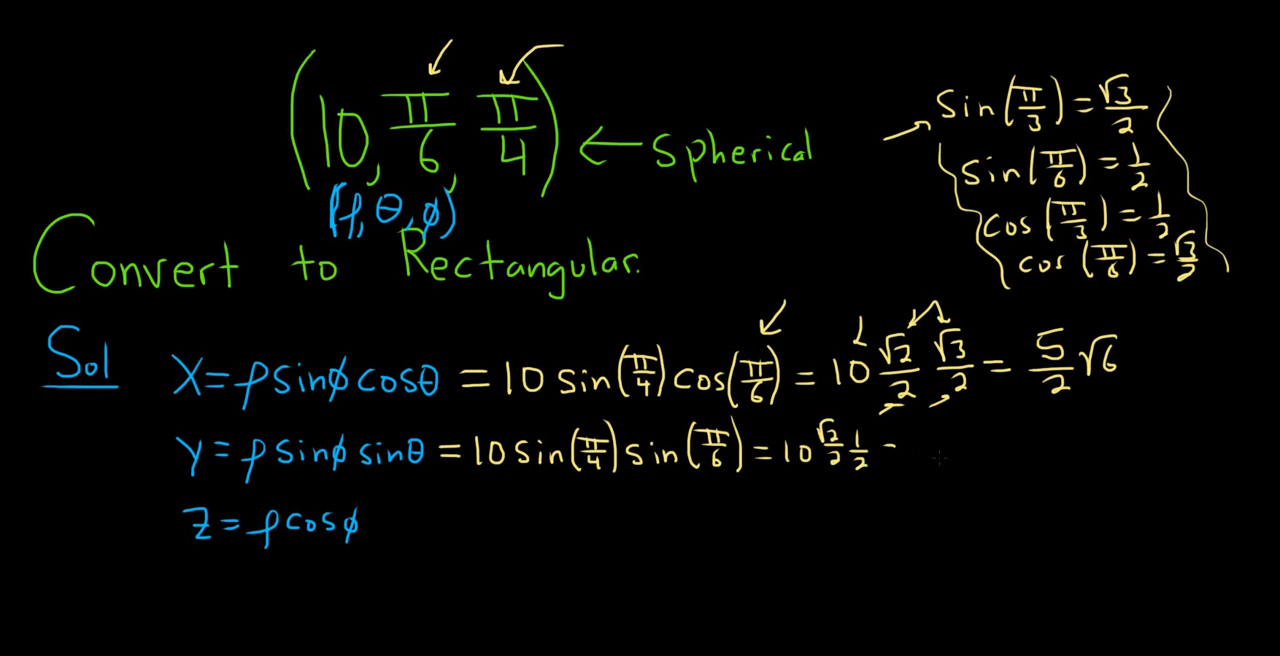 (10, π/6, π/4) ← Spherical
(ρ, θ, φ)
Convert to Rectangular.
sin(π/3) = √3/2
sin(π/6) = 1/2
cos(π/3) = 1/2
cos(π/6) = √3/2
Sol
X = ρ sinφ cosθ = 10 sin(π/4) cos(π/6) = 10 √2/2 √3/2 = 5/2 √6
Y = ρ sinφ sinθ = 10 sin(π/4) sin(π/6) = 10 √2/2 1/2 =
Z = ρ cosφ